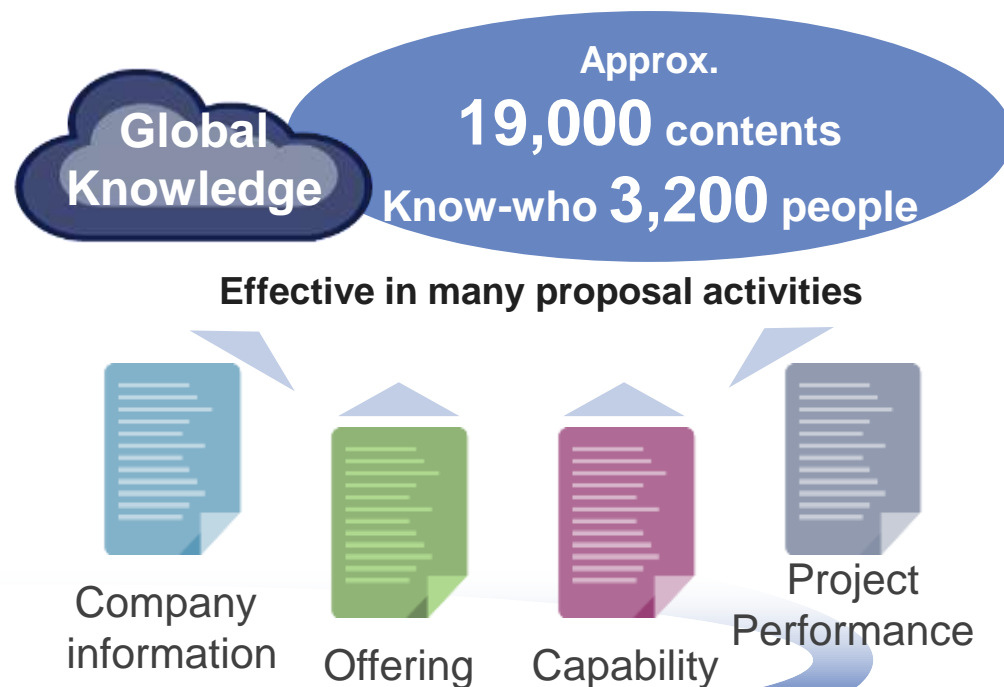 Global
Knowledge
Approx.
19,000 contents
Know-who 3,200 people
Effective in many proposal activities
Company
information
Offering
Capability
Project
Performance